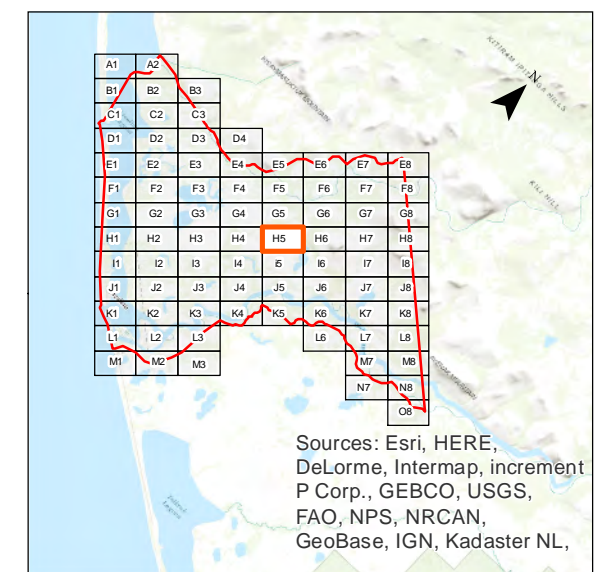 A1 A2
N
B1 B2 B3
C1 C2 C3
D1 D2 D3 D4
E1 E2 E3 E4 E5 E6 E7 E8
F1 F2 F3 F4 F5 F6 F7 F8
G1 G2 G3 G4 G5 G6 G7 G8
H1 H2 H3 H4 H5 H6 H7 H8
I1 I2 I3 I4 i5 I6 I7 I8
J1 J2 J3 J4 J5 J6 J7 J8
K1 K2 K3 K4 K5 K6 K7 K8
L1 L2 L3 L6 L7 L8
M1 M2 M3 M7 M8
N7 N8
O8
Sources: Esri, HERE,
DeLorme, Intermap, increment
P Corp., GEBCO, USGS,
FAO, NPS, NRCAN,
GeoBase, IGN, Kadaster NL,